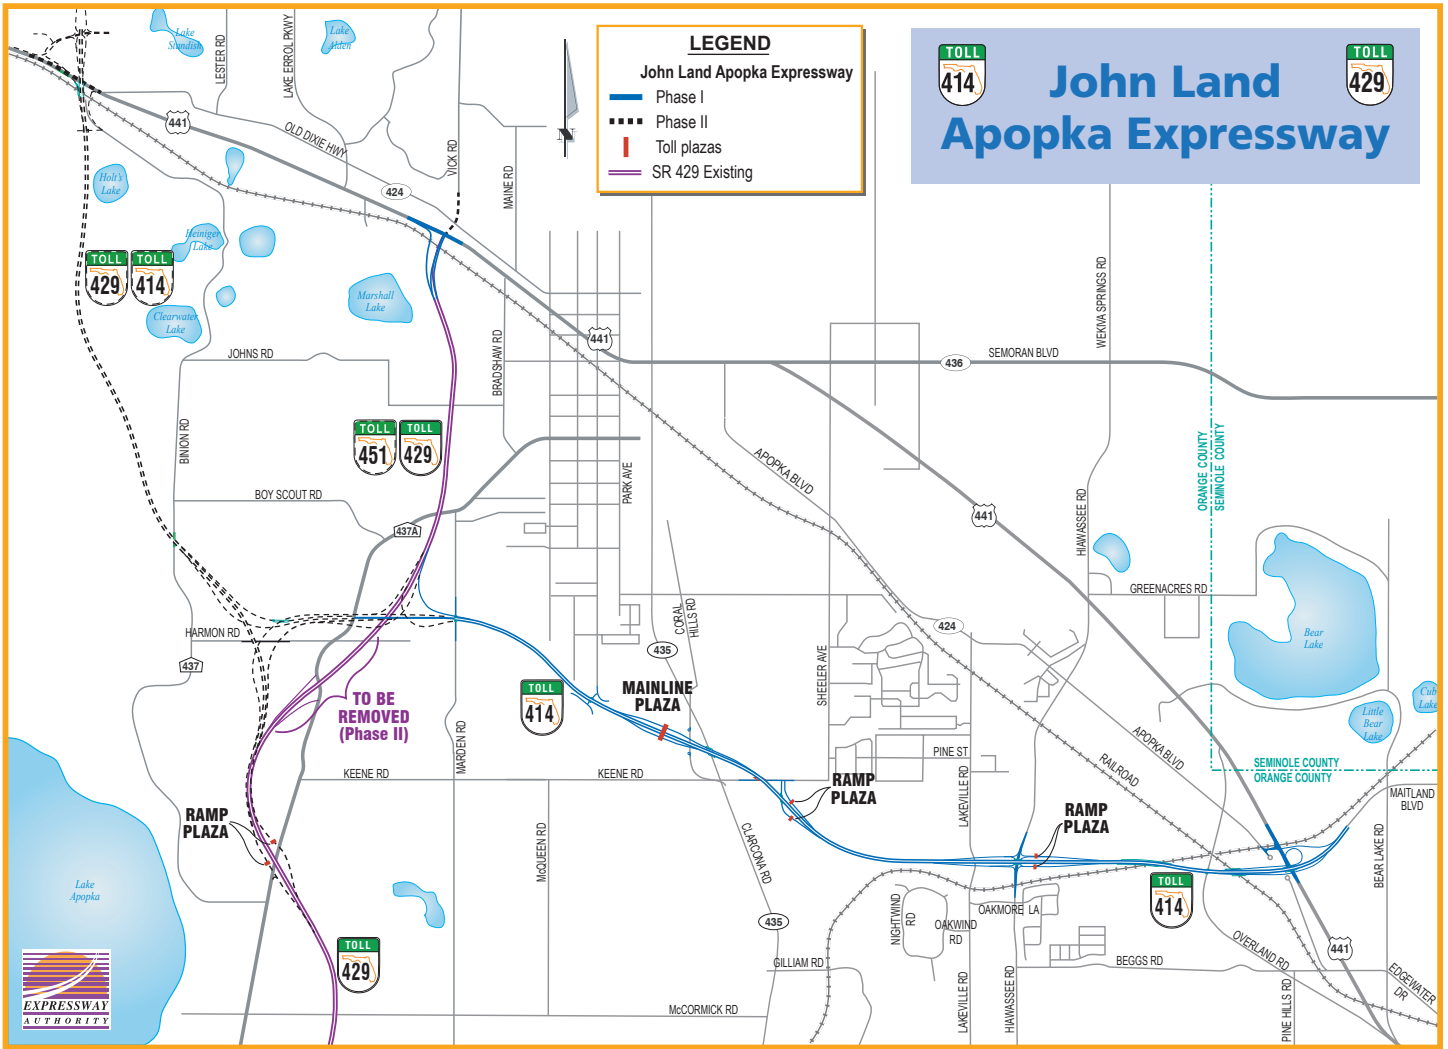 TOLL
414
John Land
Apopka Expressway
TOLL
429
LEGEND
John Land Apopka Expressway
Phase I
Phase II
Toll plazas
SR 429 Existing
N
Lake
Standish
LESTER RD
LAKE ERROL PKWY
Lake
Alden
441
OLD DIXIE HWY
VICK RD
424
MAINE RD
Holt's
Lake
Heiniger
Lake
TOLL
429
TOLL
414
Clearwater
Lake
Marshall
Lake
JOHNS RD
BRADSHAW RD
441
436
SEMORAN BLVD
WEKIVA SPRINGS RD
BINION RD
TOLL
451
TOLL
429
BOY SCOUT RD
437A
PARK AVE
APOPKA BLVD
441
HIAWASSEE RD
ORANGE COUNTY
SEMINOLE COUNTY
GREENACRES RD
Bear
Lake
HARMON RD
437
CORAL
HILLS RD
435
424
SHEELER AVE
TO BE
REMOVED
(Phase II)
TOLL
414
MAINLINE
PLAZA
MARDEN RD
Cub
Lake
Little
Bear
Lake
PINE ST
APOPKA BLVD
RAILROAD
SEMINOLE COUNTY
ORANGE COUNTY
KEENE RD
KEENE RD
RAMP
PLAZA
LAKEVILLE RD
MAITLAND
BLVD
RAMP
PLAZA
RAMP
PLAZA
McQUEEN RD
CLARCONA RD
BEAR LAKE RD
Lake
Apopka
TOLL
414
NIGHTWIND
RD
OAKMORE LA
OAKWIND
RD
435
OVERLAND RD
441
TOLL
429
GILLIAM RD
BEGGS RD
EDGEWATER
DR
EXPRESSWAY
AUTHORITY
McCORMICK RD
LAKEVILLE RD
HIAWASSEE RD
PINE HILLS RD